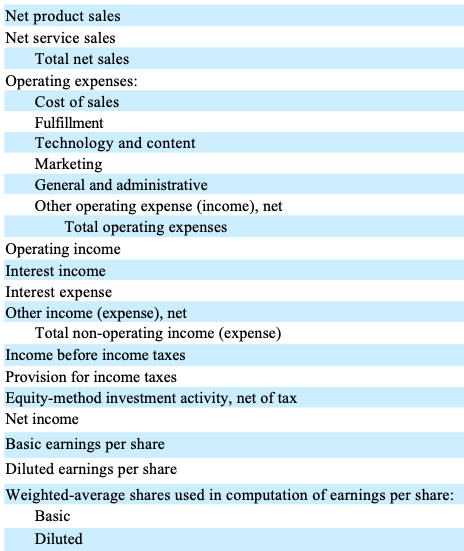 Net product sales
Net service sales
Total net sales
Operating expenses:
Cost of sales
Fulfillment
Technology and content
Marketing
General and administrative
Other operating expense (income), net
Total operating expenses
Operating income
Interest income
Interest expense
Other income (expense), net
Total non-operating income (expense)
Income before income taxes
Provision for income taxes
Equity-method investment activity, net of tax
Net income
Basic earnings per share
Diluted earnings per share
Weighted-average shares used in computation of earnings per share:
Basic
Diluted